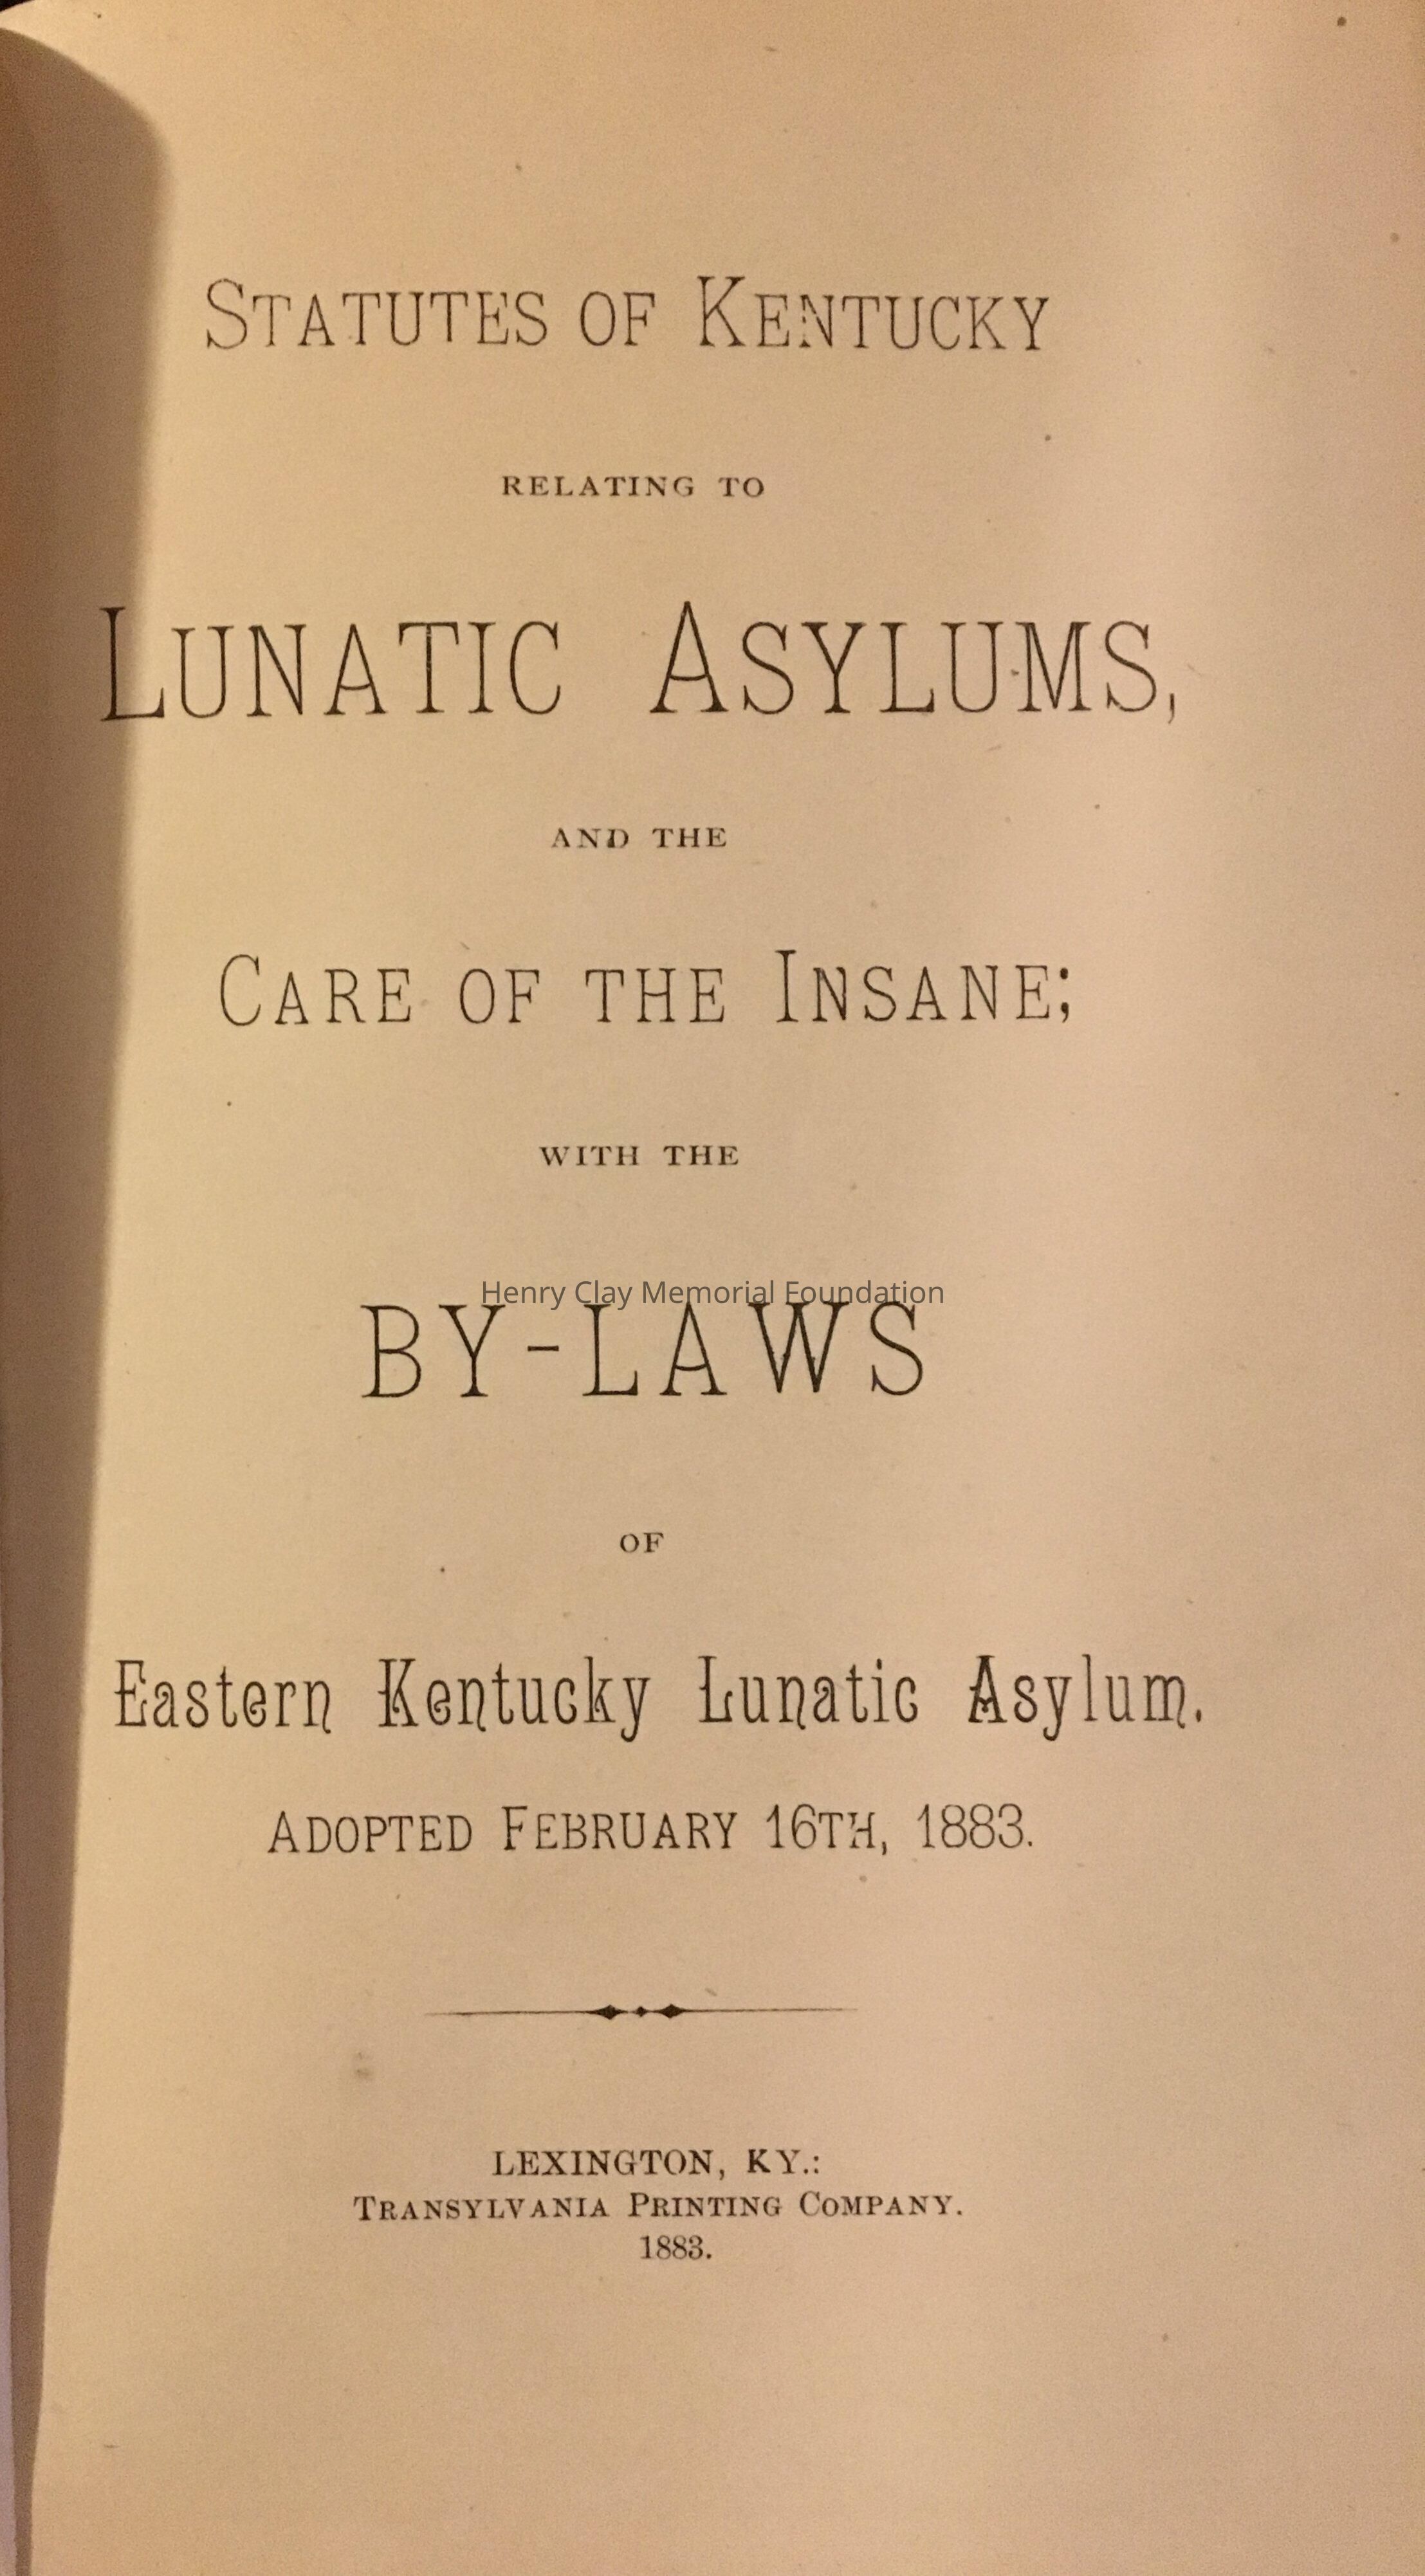 STATUTES OF KENTUCKY
RELATING TO
LUNATIC ASYLUMS,
AND THE
CARE OF THE INSANE;
WITH THE
Henry Clay Memorial Foundation
BY-LAWS
OF
Eastern Kentucky Lunatic Asylum.
ADOPTED FEBRUARY 16TH, 1883.
LEXINGTON, KY.:
TRANSYLVANIA PRINTING COMPANY.
1883.